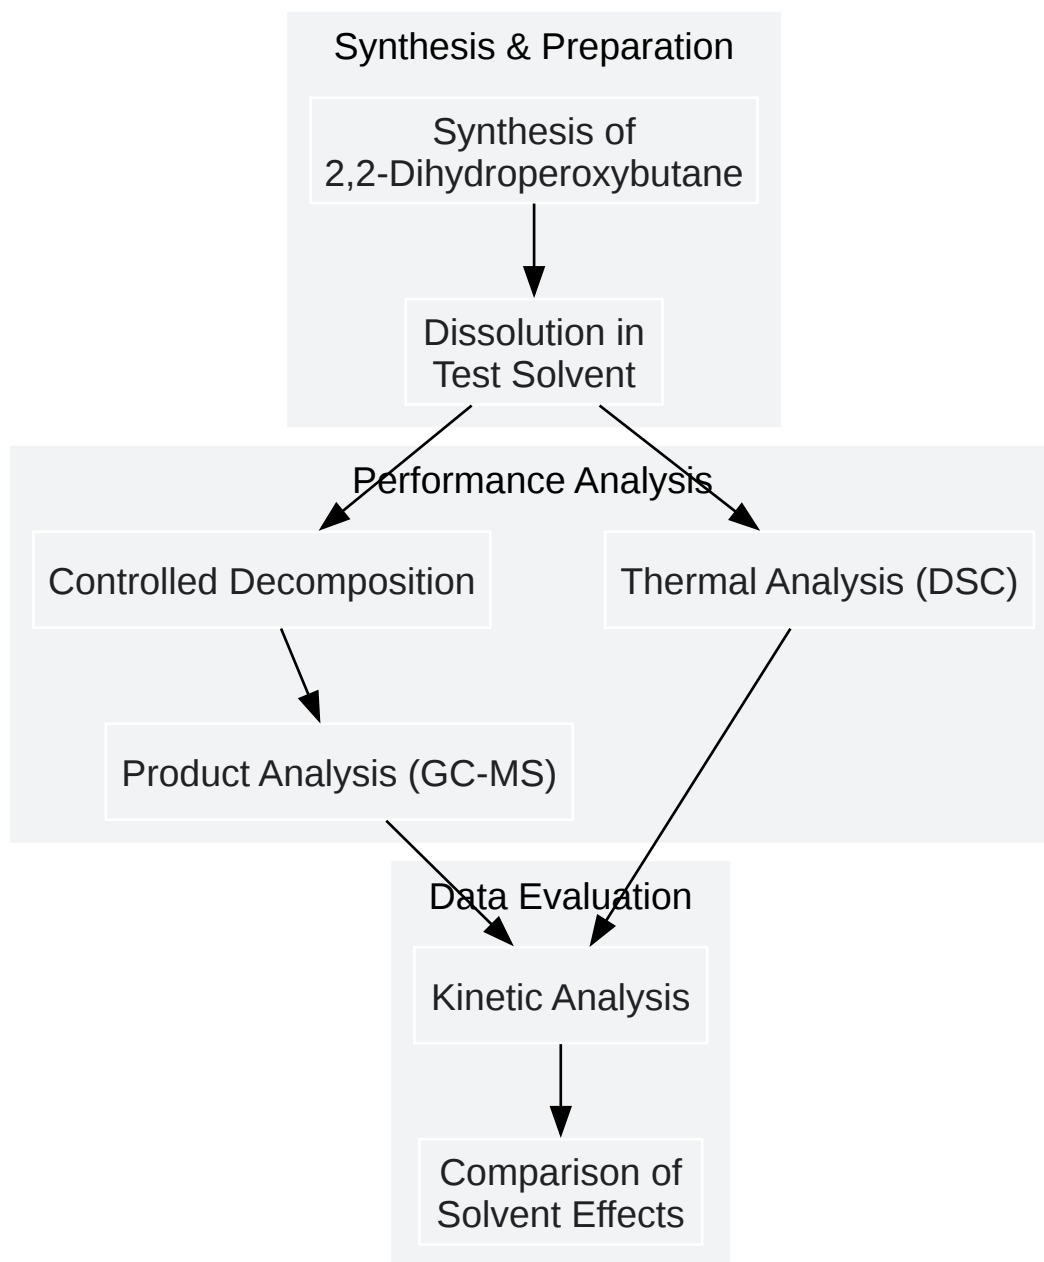 Synthesis & Preparation
Synthesis of
2,2-Dihydroperoxybutane
Dissolution in
Test Solvent
Performance Analysis
Controlled Decomposition
Thermal Analysis (DSC)
Product Analysis (GC-MS)
Data Evaluation
Kinetic Analysis
Comparison of
Solvent Effects